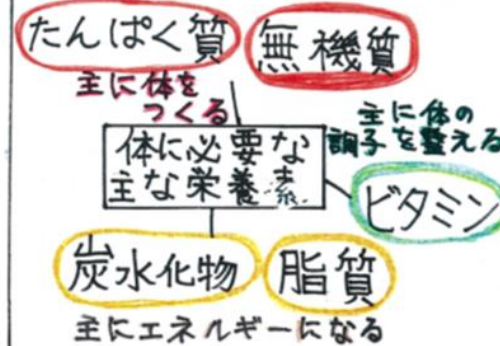 たんぱく質
無機質
主に体を
つくる
主に体の
調子を整える
体に必要な
主な栄養素
ビタミン
炭水化物
脂質
主にエネルギーになる